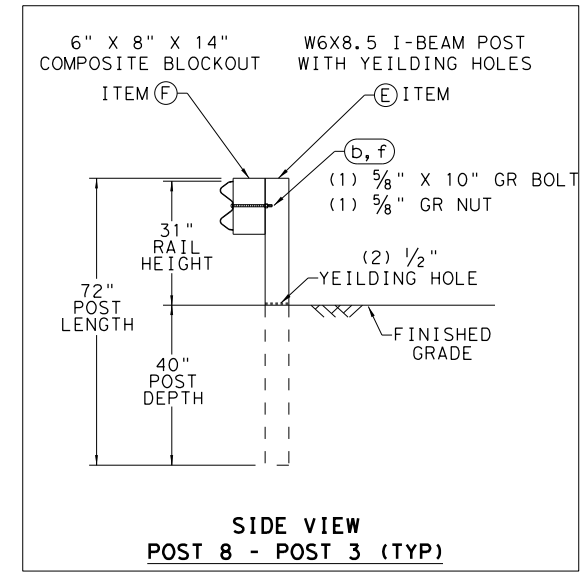 6" X 8" X 14"
COMPOSITE BLOCKOUT
ITEM F
W6X8.5 I-BEAM POST
WITH YEILDING HOLES
E ITEM
b, f
(1) 5/8" X 10" GR BOLT
(1) 5/8" GR NUT
31"
RAIL
HEIGHT
(2) 1/2"
YEILDING HOLE
72"
POST
LENGTH
FINISHED
GRADE
40"
POST
DEPTH
SIDE VIEW
POST 8 - POST 3 (TYP)